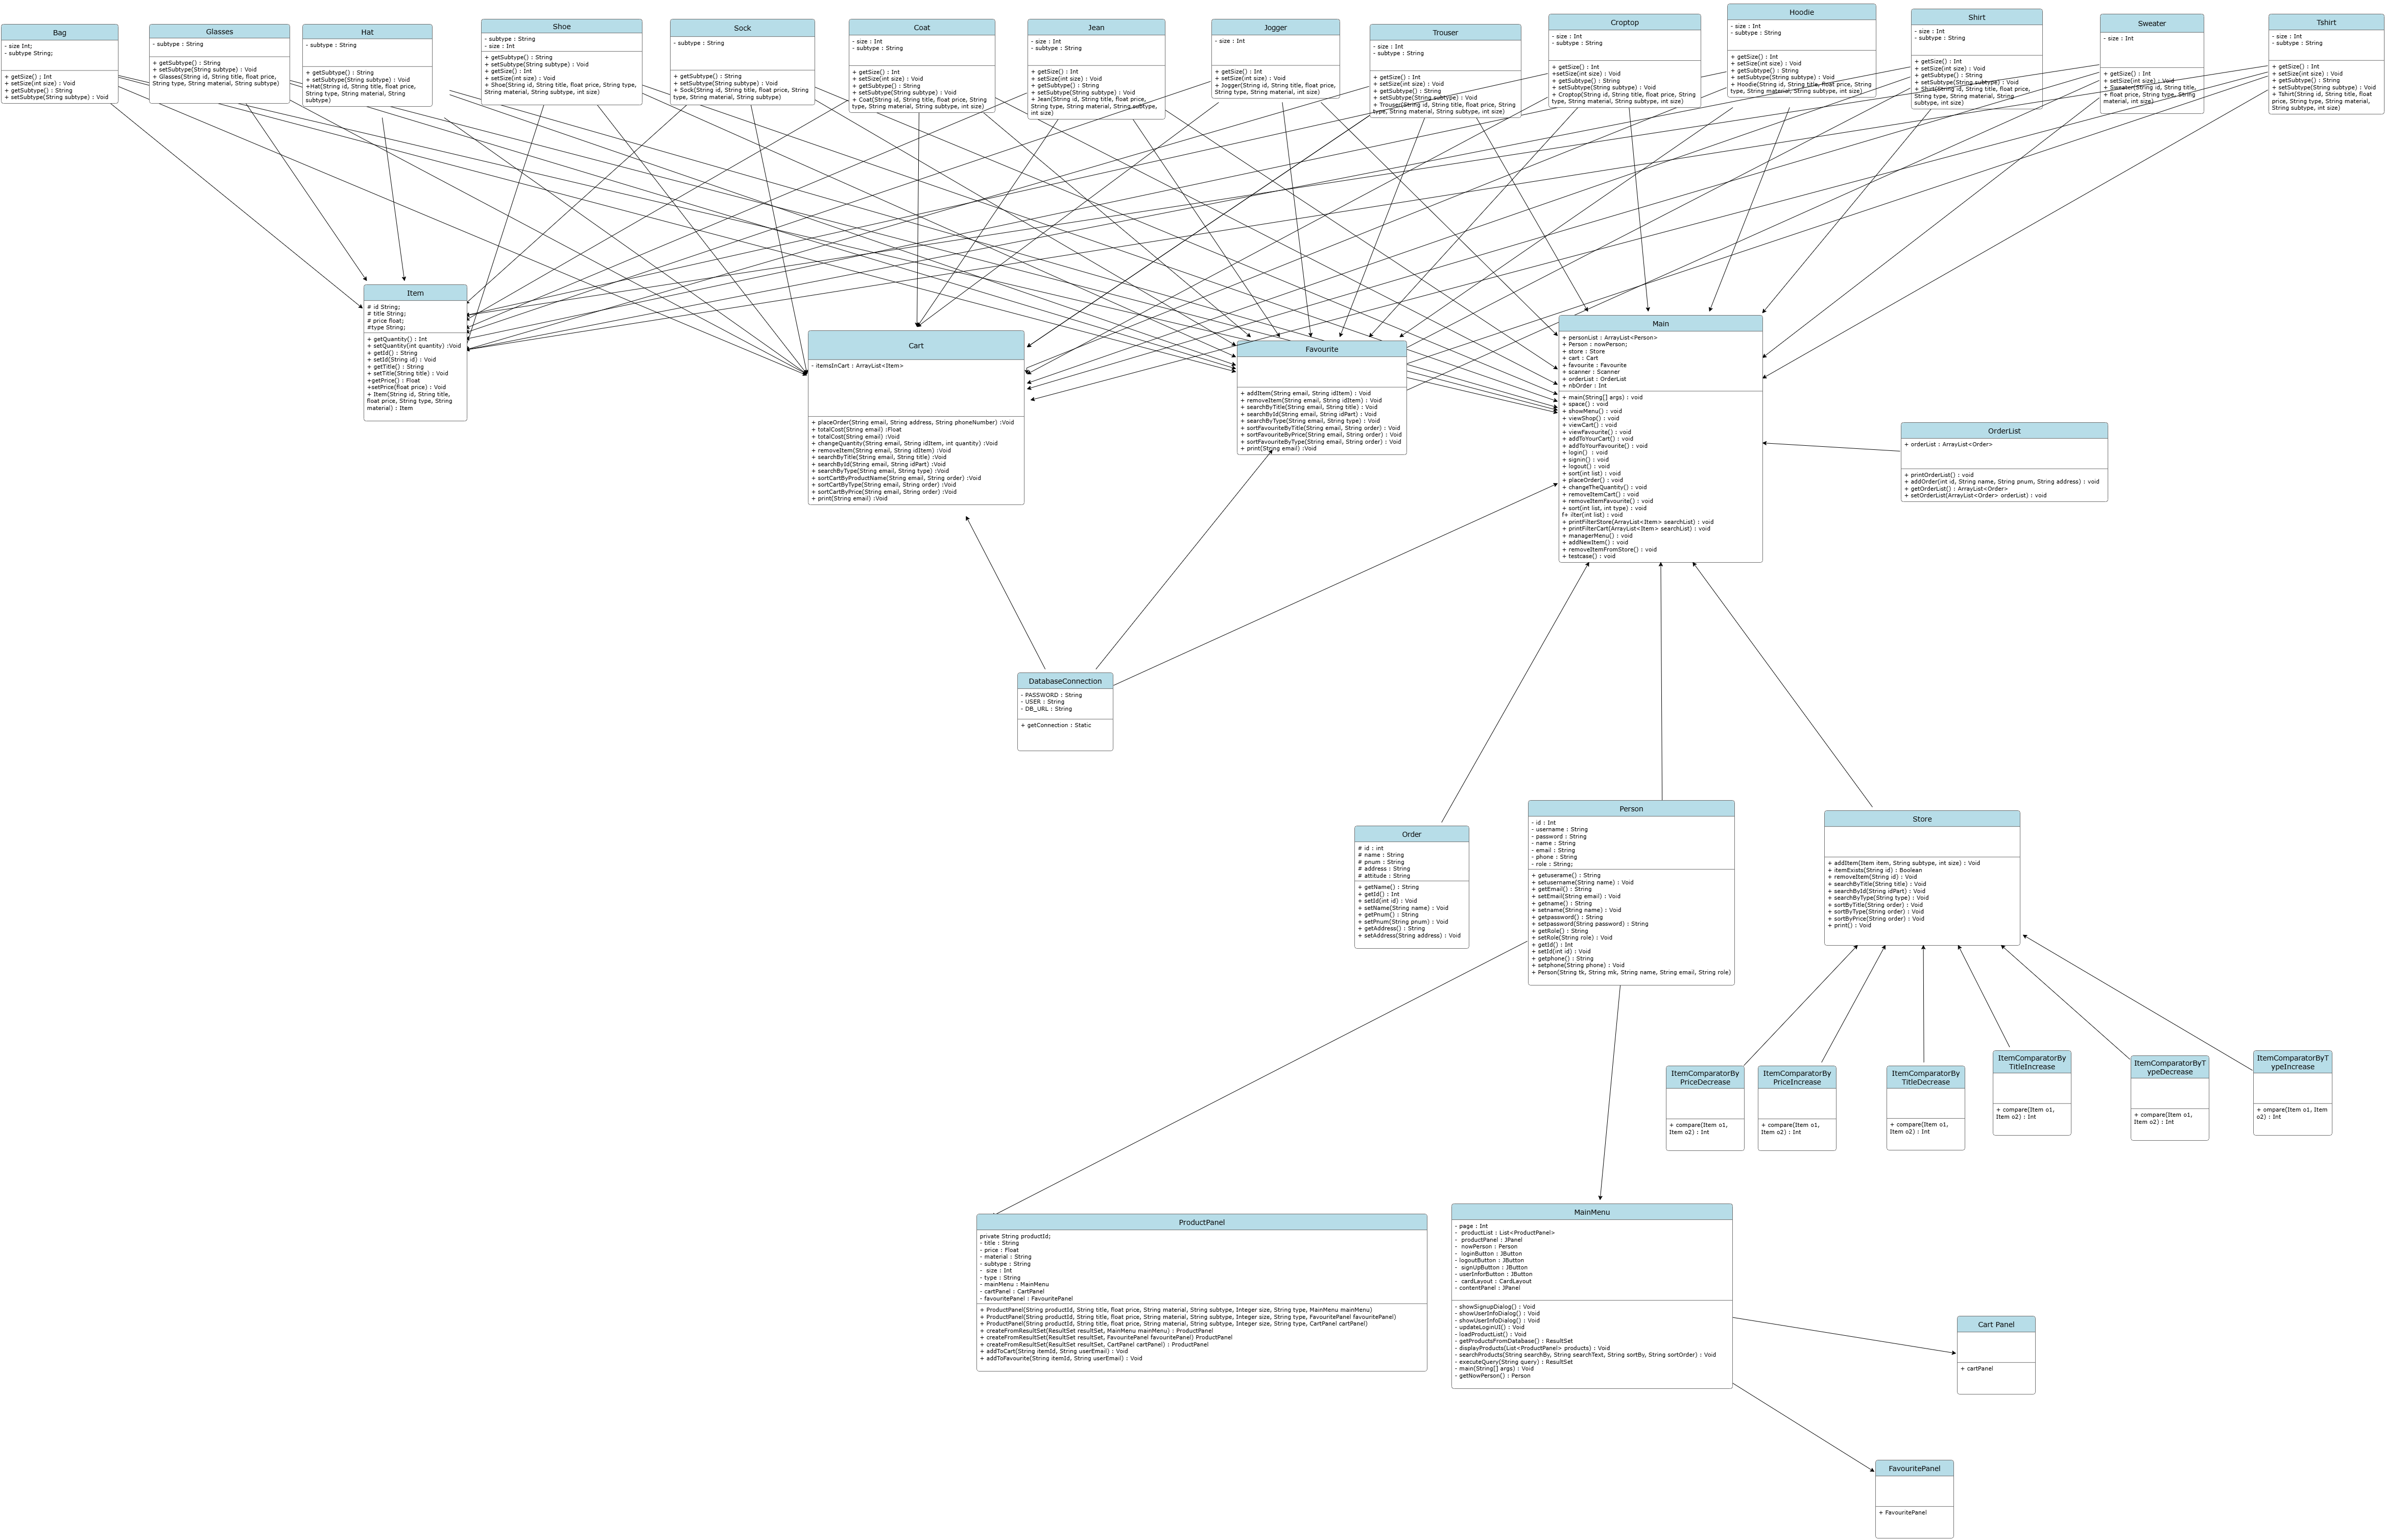 Bag
- size Int;
- subtype String;
+ getSize() : Int
+ setSize(int size) : Void
+ getSubtype() : String
+ setSubtype(String subtype) : Void
Glasses
- subtype : String
+ getSubtype() : String
+ setSubtype(String subtype) : Void
+ Glasses(String id, String title, float price,
String type, String material, String subtype)
Hat
- subtype : String
+ getSubtype() : String
+ setSubtype(String subtype) : Void
+Hat(String id, String title, float price,
String type, String material, String
subtype)
Shoe
- subtype : String
- size : Int
+ getSubtype() : String
+ setSubtype(String subtype) : Void
+ getSize() : Int
+ setSize(int size) : Void
+ Shoe(String id, String title, float price, String type,
String material, String subtype, int size)
Sock
- subtype : String
+ getSubtype() : String
+ setSubtype(String subtype) : Void
+ Sock(String id, String title, float price, String
type, String material, String subtype)
Coat
- size : Int
- subtype : String
+ getSize() : Int
+ setSize(int size) : Void
+ getSubtype() : String
+ setSubtype(String subtype) : Void
+ Coat(String id, String title, float price, String
type, String material, String subtype, int size)
Jean
- size : Int
- subtype : String
+ getSize() : Int
+ setSize(int size) : Void
+ getSubtype() : String
+ setSubtype(String subtype) : Void
+ Jean(String id, String title, float price,
String type, String material, String subtype,
int size)
Jogger
- size : Int
+ getSize() : Int
+ setSize(int size) : Void
+ Jogger(String id, String title, float price,
String type, String material, int size)
Trouser
- size : Int
- subtype : String
+ getSize() : Int
+ setSize(int size) : Void
+ getSubtype() : String
+ setSubtype(String subtype) : Void
+ Trouser(String id, String title, float price, String
type, String material, String subtype, int size)
Croptop
- size : Int
- subtype : String
+ getSize() : Int
+setSize(int size) : Void
+ getSubtype() : String
+ setSubtype(String subtype) : Void
+ Croptop(String id, String title, float price, String
type, String material, String subtype, int size)
Hoodie
- size : Int
- subtype : String
+ getSize() : Int
+ setSize(int size) : Void
+ getSubtype() : String
+ setSubtype(String subtype) : Void
+ Hoodie(String id, String title, float price, String
type, String material, String subtype, int size)
Shirt
- size : Int
- subtype : String
+ getSize() : Int
+ setSize(int size) : Void
+ getSubtype() : String
+ setSubtype(String subtype) : Void
+ Shirt(String id, String title, float price,
String type, String material, String
subtype, int size)
Sweater
- size : Int
+ getSize() : Int
+ setSize(int size) : Void
+ Sweater(String id, String title,
+ float price, String type, String
material, int size)
Tshirt
- size : Int
- subtype : String
+ getSize() : Int
+ setSize(int size) : Void
+ getSubtype() : String
+ setSubtype(String subtype) : Void
+ Tshirt(String id, String title, float
price, String type, String material,
String subtype, int size)
Item
# id String;
# title String;
# price float;
#type String;
+ getQuantity() : Int
+ setQuantity(int quantity) :Void
+ getId() : String
+ setId(String id) : Void
+ getTitle() : String
+ setTitle(String title) : Void
+getPrice() : Float
+setPrice(float price) : Void
+ Item(String id, String title,
float price, String type, String
material) : Item
Cart
- itemsInCart : ArrayList<Item>
+ placeOrder(String email, String address, String phoneNumber) :Void
+ totalCost(String email) :Float
+ totalCost(String email) : Void
+ changeQuantity(String email, String idItem, int quantity) :Void
+ removeItem(String email, String idItem) :Void
+ searchByTitle(String email, String title) :Void
+ searchById(String email, String idPart) :Void
+ searchByType(String email, String type) :Void
+ sortCartByProductName(String email, String order) :Void
+ sortCartByType(String email, String order) :Void
+ sortCartByPrice(String email, String order) :Void
+ print(String email) :Void
Favourite
+ addItem(String email, String idItem) : Void
+ removeItem(String email, String idItem) : Void
+ searchByTitle(String email, String title) : Void
+ searchById(String email, String idPart) : Void
+ searchByType(String email, String type) : Void
+ sortFavouriteByTitle(String email, String order) : Void
+ sortFavouriteByPrice(String email, String order) : Void
+ sortFavouriteByType(String email, String order) : Void
+ print(String email) :Void
Main
+ personList : ArrayList<Person>
+ Person : nowPerson;
+ store : Store
+ cart : Cart
+ favourite : Favourite
+ scanner : Scanner
+ orderList : OrderList
+ nbOrder : Int
+ main(String[] args) : void
+ space() : void
+ showMenu() : void
+ viewShop() : void
+ viewCart() : void
+ viewFavourite() : void
+ addToYourCart() : void
+ addToYourFavourite() : void
+ login() : void
+ signin() : void
+ logout() : void
+ sort(int list) : void
+ placeOrder() : void
+ changeTheQuantity() : void
+ removeItemCart() : void
+ removeItemFavourite() : void
+ sort(int list, int type) : void
f+ ilter(int list) : void
+ printFilterStore(ArrayList<Item> searchList) : void
+ printFilterCart(ArrayList<Item> searchList) : void
+ managerMenu() : void
+ addNewItem() : void
+ removeItemFromStore() : void
+ testcase() : void
OrderList
+ orderList : ArrayList<Order>
+ printOrderList() : void
+ addOrder(int id, String name, String pnum, String address) : void
+ getOrderList() : ArrayList<Order>
+ setOrderList(ArrayList<Order> orderList) : void
DatabaseConnection
- PASSWORD : String
- USER : String
- DB_URL : String
+ getConnection : Static
Order
# id : int
# name : String
# pnum : String
# address : String
# attitude : String
+ getName() : String
+ getId() : Int
+ setId(int id) : Void
+ setName(String name) : Void
+ getPnum() : String
+ setPnum(String pnum) : Void
+ getAddress() : String
+ setAddress(String address) : Void
Person
- id : Int
- username : String
- password : String
- name : String
- email : String
- phone : String
- role : String;
+ getuserame() : String
+ setusername(String name) : Void
+ getEmail() : String
+ setEmail(String email) : Void
+ getname() : String
+ setname(String name) : Void
+ getpassword() : String
+ setpassword(String password) : String
+ getRole() : String
+ setRole(String role) : Void
+ getId() : Int
+ setId(int id) : Void
+ getphone() : String
+ setphone(String phone) : Void
+ Person(String tk, String mk, String name, String email, String role)
Store
+ addItem(Item item, String subtype, int size) : Void
+ itemExists(String id) : Boolean
+ removeItem(String id) : Void
+ searchByTitle(String title) : Void
+ searchById(String idPart) : Void
+ searchByType(String type) : Void
+ sortByTitle(String order) : Void
+ sortByType(String order) : Void
+ sortByPrice(String order) : Void
+ print() : Void
ItemComparatorBy
PriceDecrease
+ compare(Item o1,
Item o2) : Int
ItemComparatorBy
PriceIncrease
+ compare(Item o1,
Item o2) : Int
ItemComparatorBy
TitleDecrease
+ compare(Item o1,
Item o2) : Int
ItemComparatorBy
TitleIncrease
+ compare(Item o1,
Item o2) : Int
ItemComparatorByT
ypeDecrease
+ compare(Item o1,
Item o2) : Int
ItemComparatorByT
ypeIncrease
+ ompare(Item o1, Item
o2) : Int
ProductPanel
private String productId;
- title : String
- price : Float
- material : String
- subtype : String
- size : Int
- type : String
- mainMenu : MainMenu
- cartPanel : CartPanel
- favouritePanel : FavouritePanel
+ ProductPanel(String productId, String title, float price, String material, String subtype, Integer size, String type, MainMenu mainMenu)
+ ProductPanel(String productId, String title, float price, String material, String subtype, Integer size, String type, FavouritePanel favouritePanel)
+ ProductPanel(String productId, String title, float price, String material, String subtype, Integer size, String type, CartPanel cartPanel)
+ createFromResultSet(ResultSet resultSet, MainMenu mainMenu) : ProductPanel
+ createFromResultSet(ResultSet resultSet, FavouritePanel favouritePanel) ProductPanel
+ createFromResultSet(ResultSet resultSet, CartPanel cartPanel) : ProductPanel
+ addToCart(String itemId, String userEmail) : Void
+ addToFavourite(String itemId, String userEmail) : Void
MainMenu
- page : Int
- productList : List<ProductPanel>
- productPanel : JPanel
- nowPerson : Person
- loginButton : JButton
- logoutButton : JButton
- signUpButton : JButton
- userInforButton : JButton
- cardLayout : CardLayout
- contentPanel : JPanel
- showSignupDialog() : Void
- showUserInfoDialog() : Void
- showUserInfoDialog() : Void
- updateLoginUI() : Void
- loadProductList() : Void
- getProductsFromDatabase() : ResultSet
- displayProducts(List<ProductPanel> products) : Void
- searchProducts(String searchBy, String searchText, String sortBy, String sortOrder) : Void
- executeQuery(String query) : ResultSet
- main(String[] args) : Void
- getNowPerson() : Person
Cart Panel
+ cartPanel
FavouritePanel
+ FavouritPanel